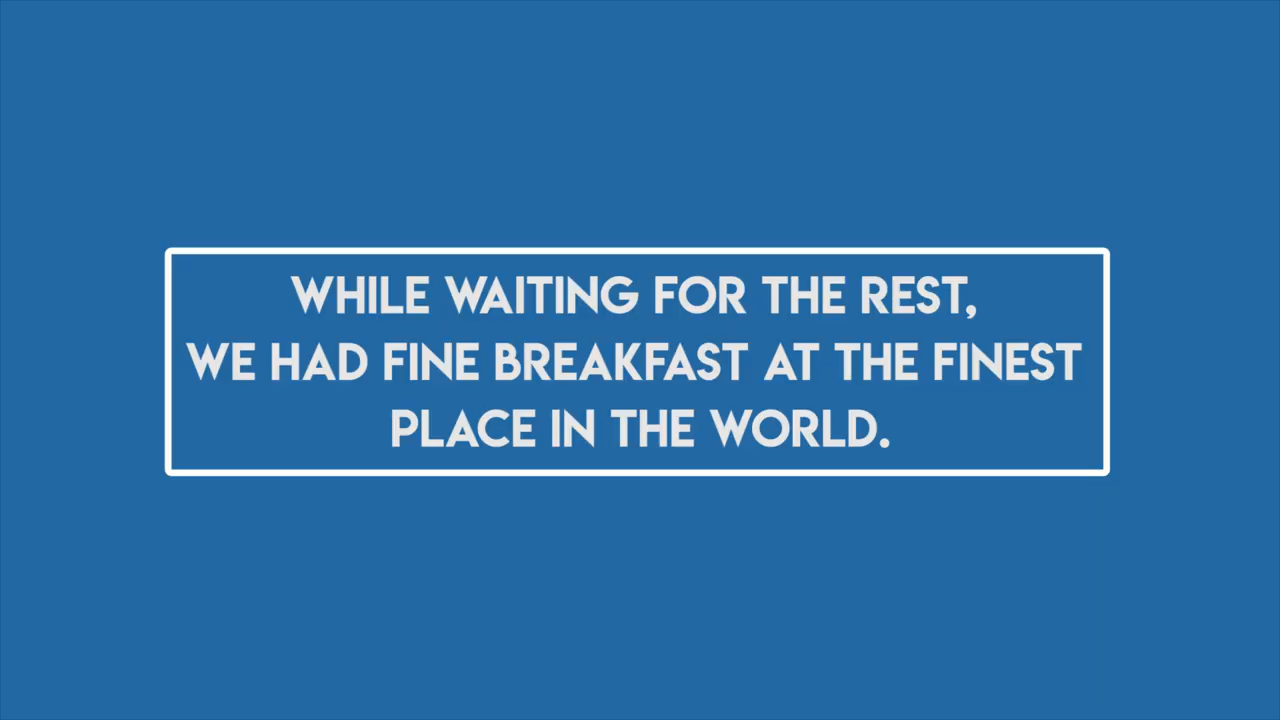 WHILE WAITING FOR THE REST,
WE HAD FINE BREAKFAST AT THE FINEST
PLACE IN THE WORLD.